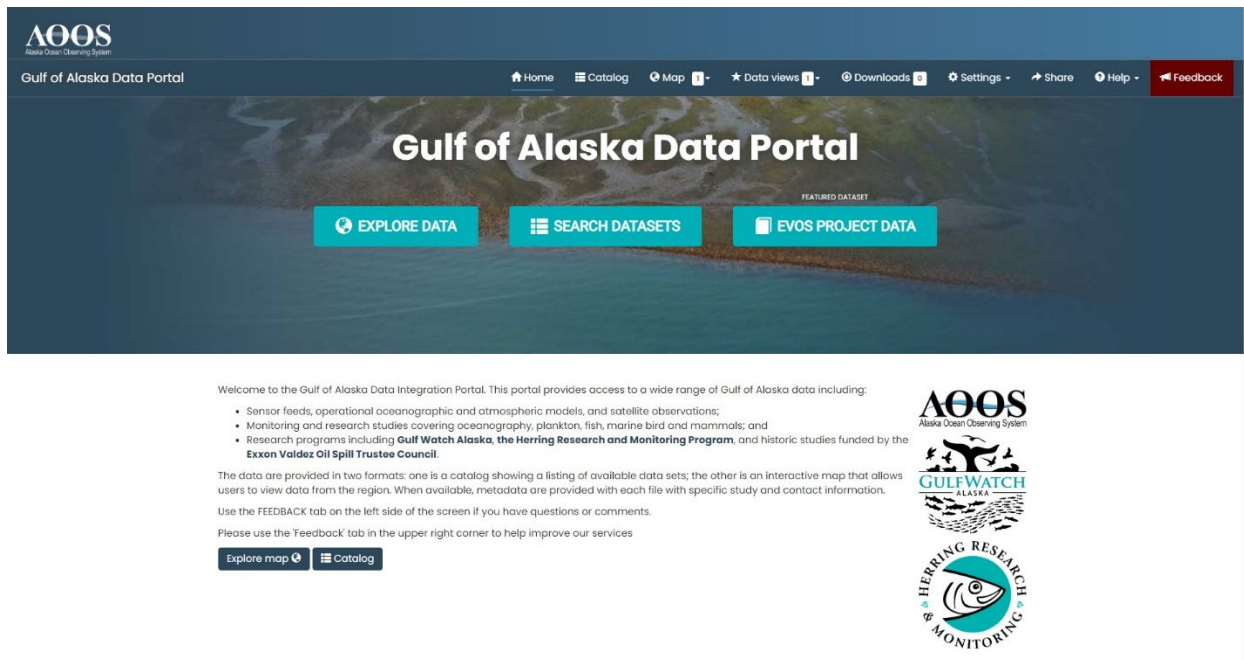 AOOS
Alaska Ocean Observing System
Gulf of Alaska Data Portal
Home Catalog Map 1 Data views 1 Downloads 0 Settings Share Help Feedback
Gulf of Alaska Data Portal
FEATURED DATASET
EXPLORE DATA SEARCH DATASETS EVOS PROJECT DATA
Welcome to the Gulf of Alaska Data Integration Portal. This portal provides access to a wide range of Gulf of Alaska data including:
• Sensor feeds, operational oceanographic and atmospheric models, and satellite observations;
• Monitoring and research studies covering oceanography, plankton, fish, marine bird and mammals; and
• Research programs including Gulf Watch Alaska, the Herring Research and Monitoring Program, and historic studies funded by the
Exxon Valdez Oil Spill Trustee Council.
The data are provided in two formats: one is a catalog showing a listing of available data sets; the other is an interactive map that allows
users to view data from the region. When available, metadata are provided with each file with specific study and contact information.
Use the FEEDBACK tab on the left side of the screen if you have questions or comments.
Please use the 'Feedback' tab in the upper right corner to help improve our services
Explore map Catalog
AOOS
Alaska Ocean Observing System
GULFWATCH
ALASKA
HERRING RESEARCH
& MONITORING